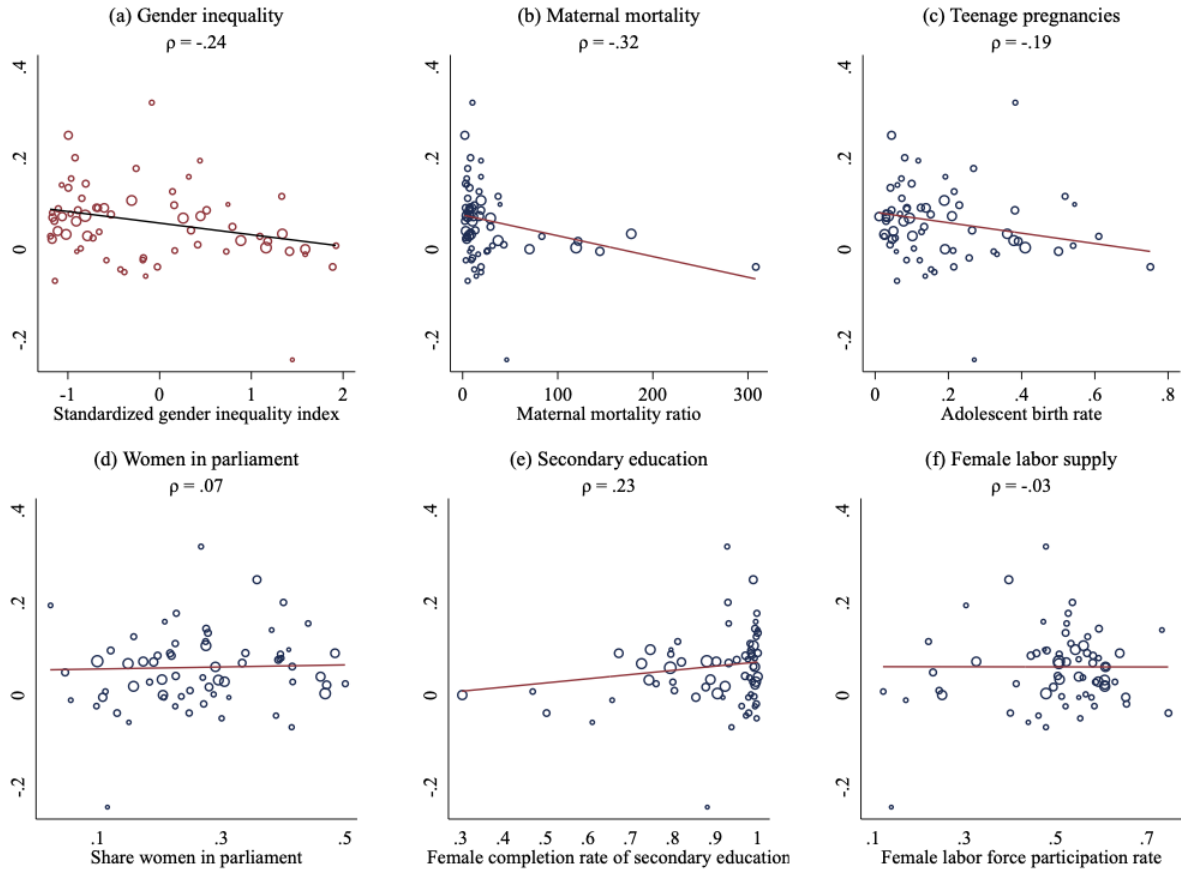 (a) Gender inequality
ρ = -.24
.4
.2
0
-.2
-1 0 1 2
Standardized gender inequality index
(b) Maternal mortality
ρ = -.32
0 100 200 300
Maternal mortality ratio
(c) Teenage pregnancies
ρ = -.19
.4
.2
0
-.2
0 .2 .4 .6 .8
Adolescent birth rate
(d) Women in parliament
ρ = .07
.4
.2
0
-.2
.1 .3 .5
Share women in parliament
(e) Secondary education
ρ = .23
.4
.2
0
-.2
.3 .4 .5 .6 .7 .8 .9 1
Female completion rate of secondary education
(f) Female labor supply
ρ = -.03
.4
.2
0
-.2
.1 .3 .5 .7
Female labor force participation rate